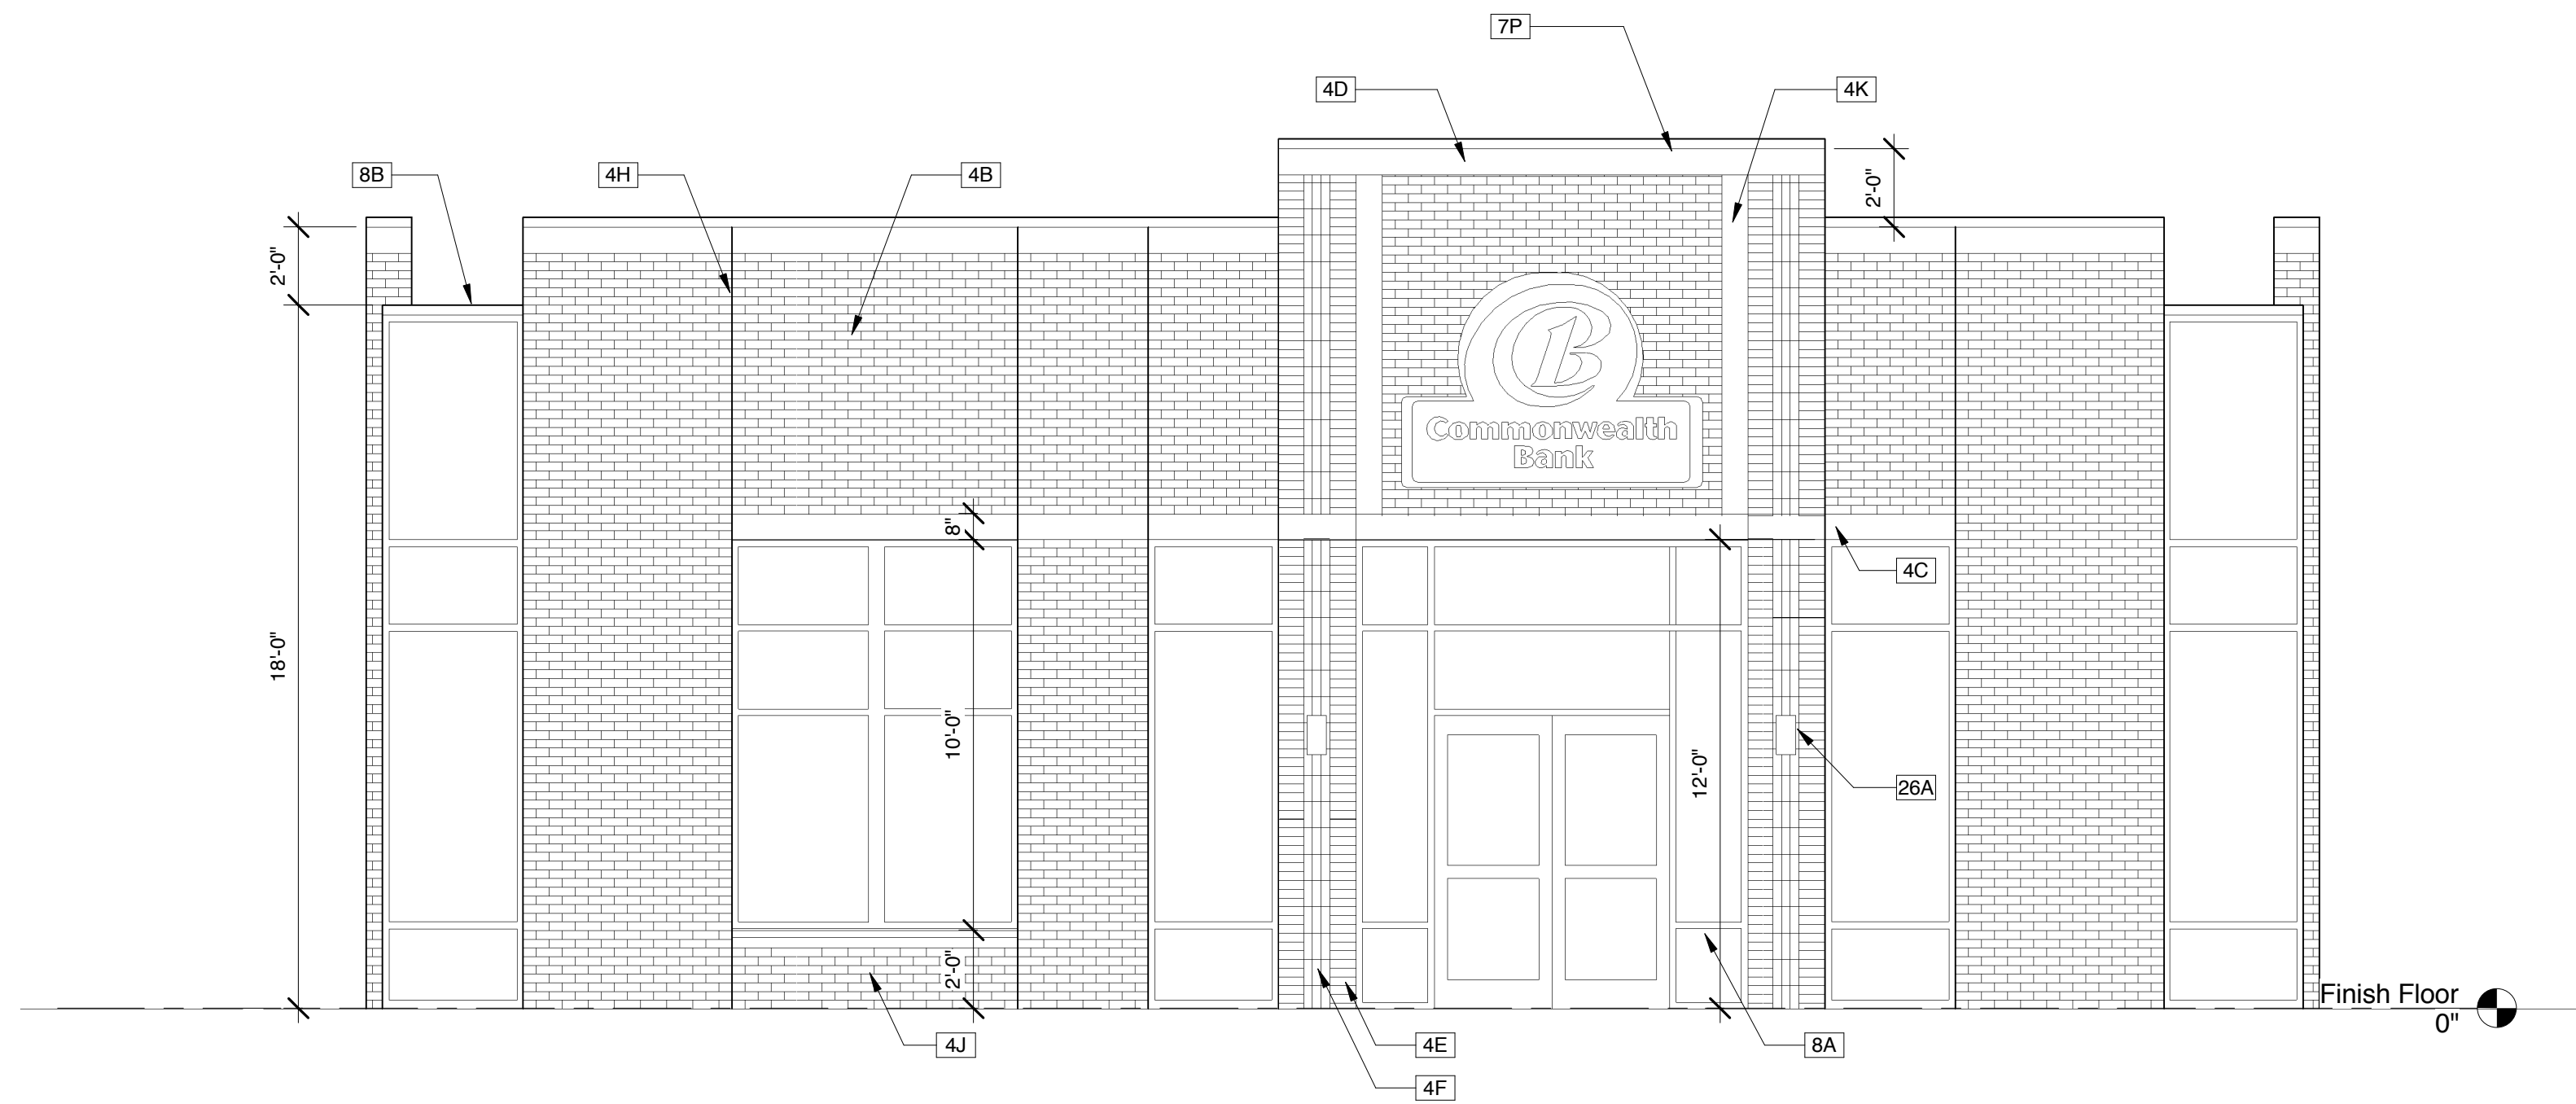 7P
4D
4K
8B
4H
4B
2'-0"
2'-0"
Commonwealth
Bank
8"
4C
18'-0"
10'-0"
12'-0"
26A
2'-0"
Finish Floor
0"
4J
4E
8A
4F